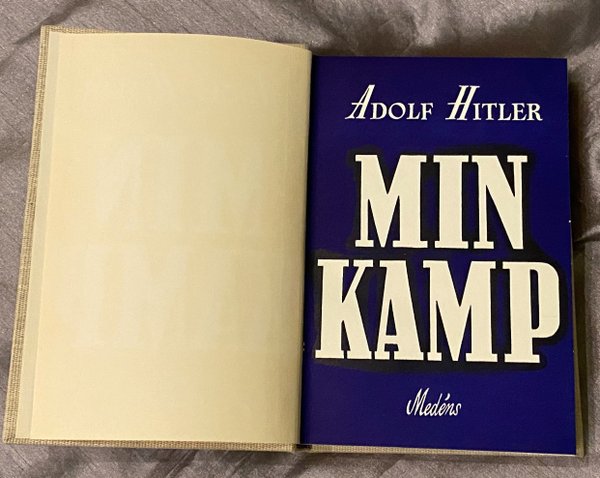 ADOLF HITLER
MIN
KAMP
Medéns